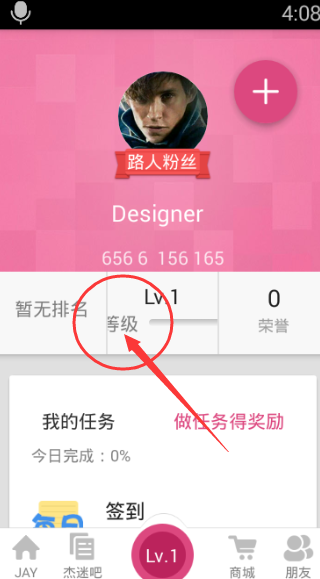 4:08
路人粉丝
Designer
656 6 156 165
暂无排名
Lv.1
等级
0
荣誉
我的任务
做任务得奖励
今日完成：0%
签到
每日
JAY
杰迷吧
Lv.1
商城
朋友